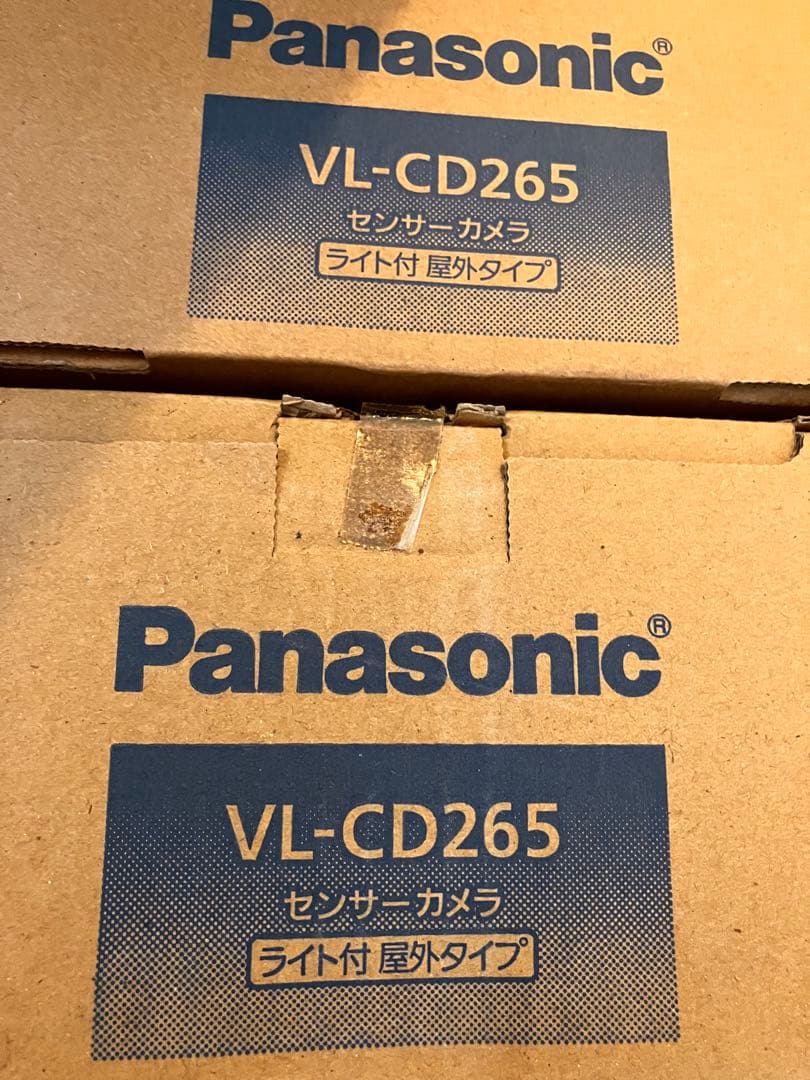 Panasonic®
VL-CD265
センサーカメラ
ライト付 屋外タイプ
Panasonic®
VL-CD265
センサーカメラ
ライト付 屋外タイプ